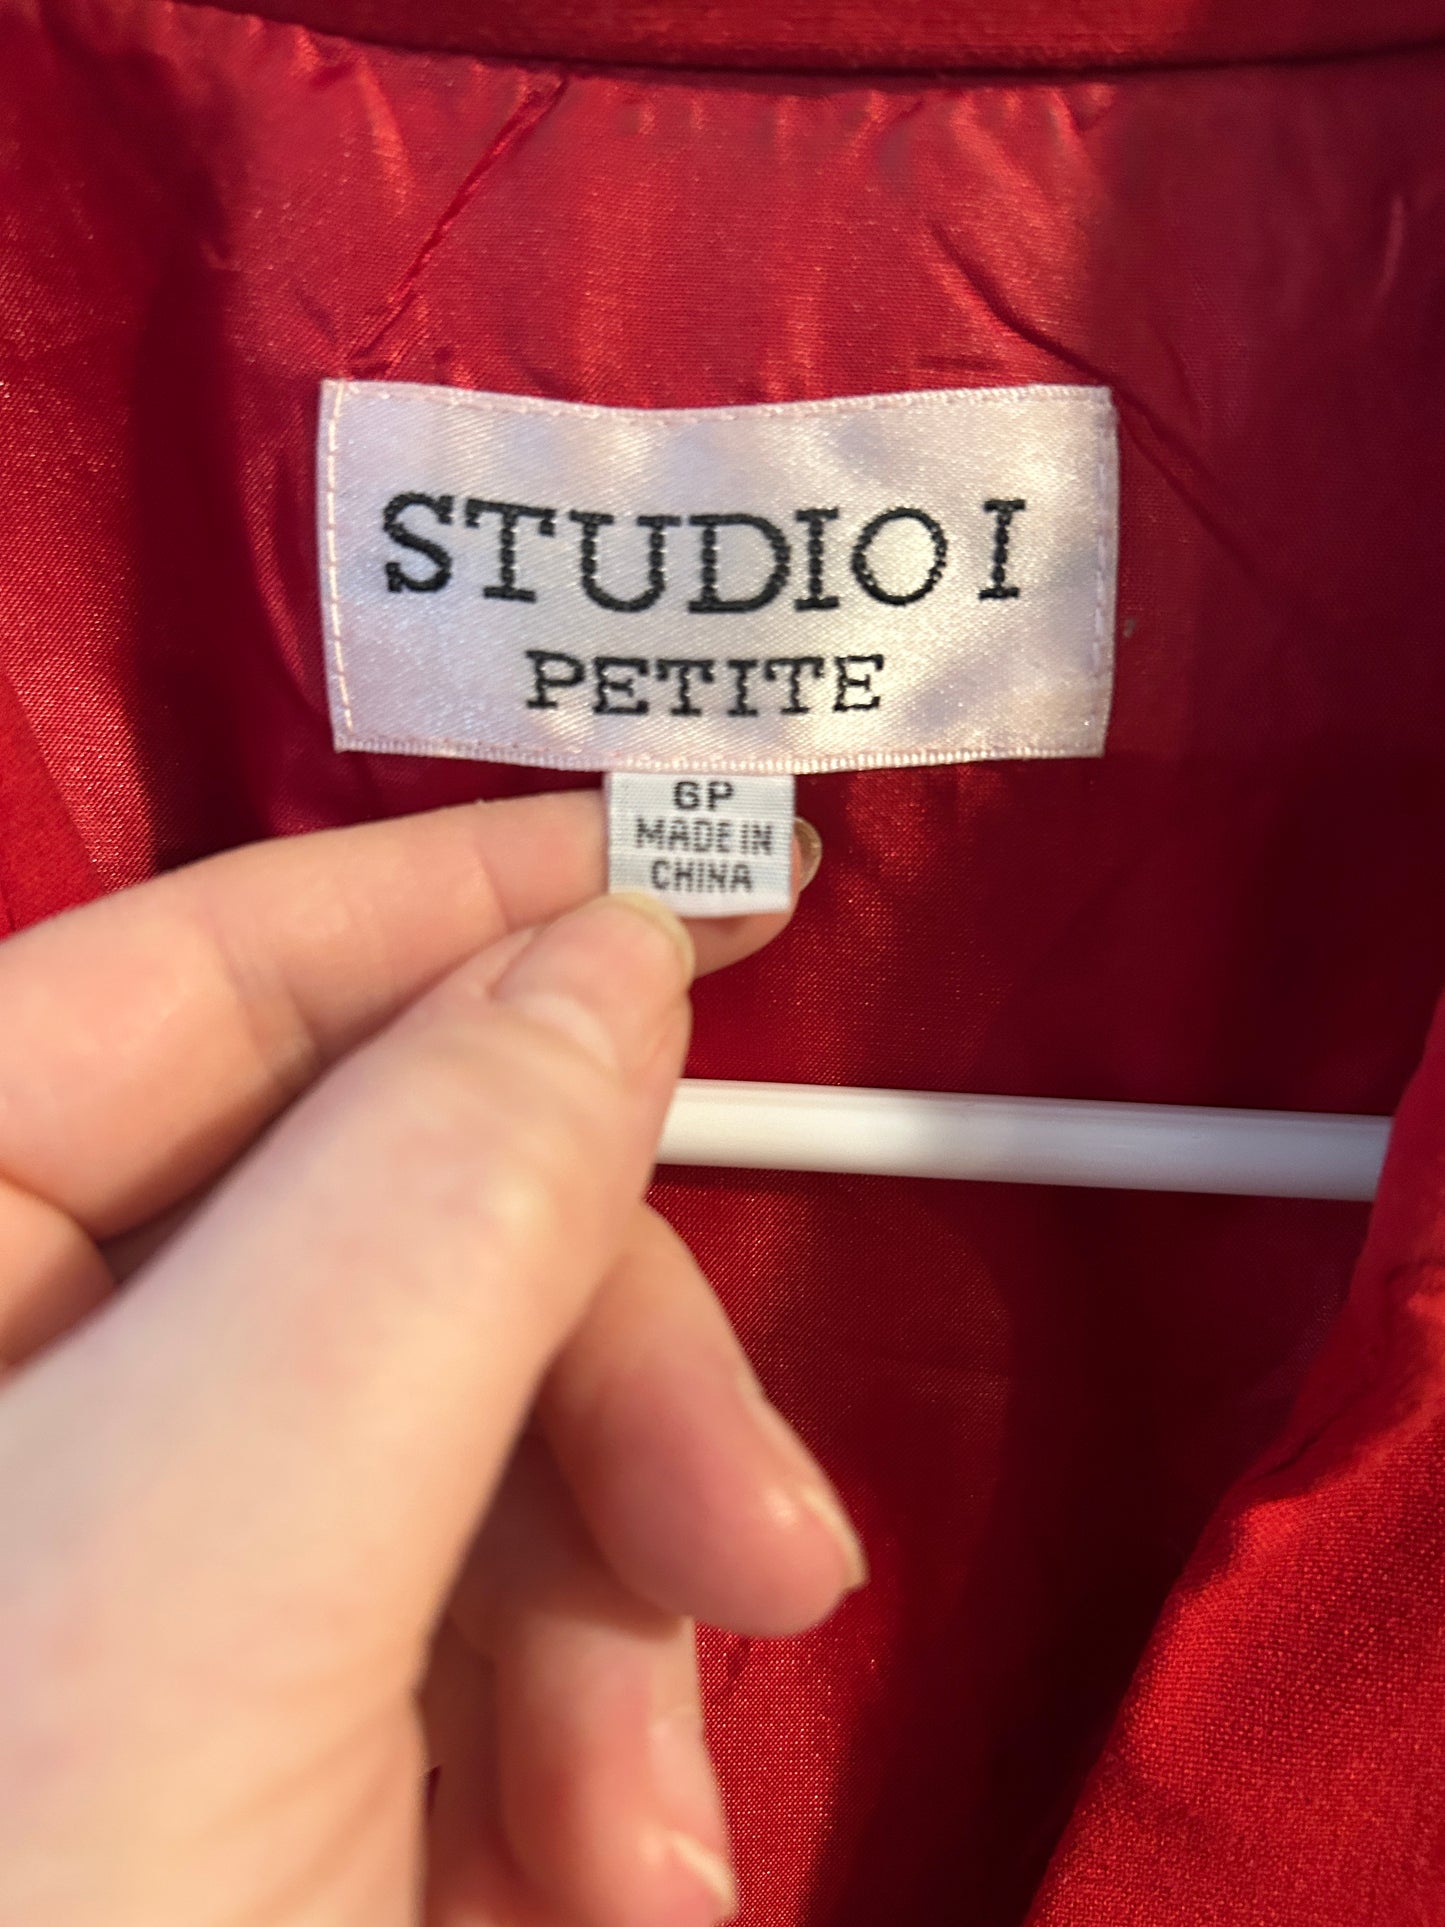 STUDIO I
PETITE
6P
MADE IN
CHINA